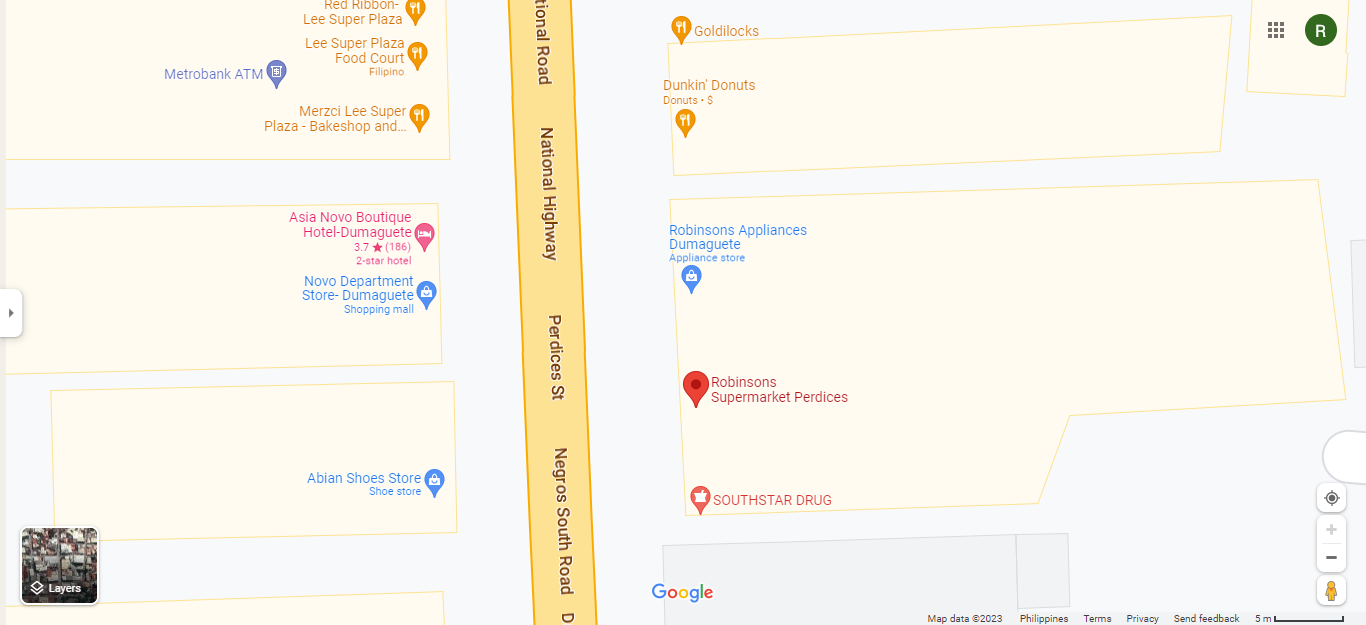 Red Ribbon-
Lee Super Plaza
Lee Super Plaza
Food Court
Filipino
Metrobank ATM
Merzci Lee Super
Plaza - Bakeshop and...
Asia Novo Boutique
Hotel-Dumaguete
3.7 ★ (186)
2-star hotel
Novo Department
Store- Dumaguete
Shopping mall
Abian Shoes Store
Shoe store
Layers
tional Road
National Highway
Perdices St
Negros South Road
D
Goldilocks
Dunkin' Donuts
Donuts • $
Robinsons Appliances
Dumaguete
Appliance store
Robinsons
Supermarket Perdices
SOUTHSTAR DRUG
R
Google
Map data ©2023 Philippines Terms Privacy Send feedback 5 m